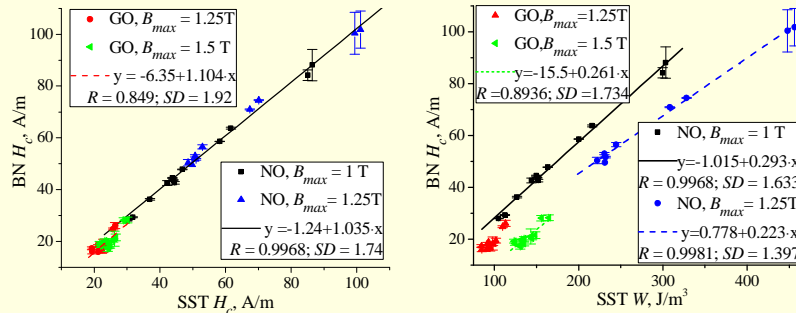 GO, B_max = 1.25T
GO, B_max = 1.5 T
y = -6.35+1.104·x
R = 0.849; SD = 1.92
NO, B_max = 1 T
NO, B_max = 1.25T
y = -1.24+1.035·x
R = 0.9968; SD = 1.74
BN H_c, A/m
100
80
60
40
20
20
40
60
80
100
SST H_c, A/m
GO,B_max=1.25T
GO,B_max= 1.5 T
y=-15.5+0.261·x
R = 0.8936; SD = 1.734
NO, B_max= 1 T
y=-1.015+0.293·x
R = 0.9968; SD = 1.633
NO, B_max= 1.25T
y=0.778+0.223·x
R = 0.9981; SD = 1.397
BN H_c, A/m
100
80
60
40
20
100
200
300
400
SST W, J/m³